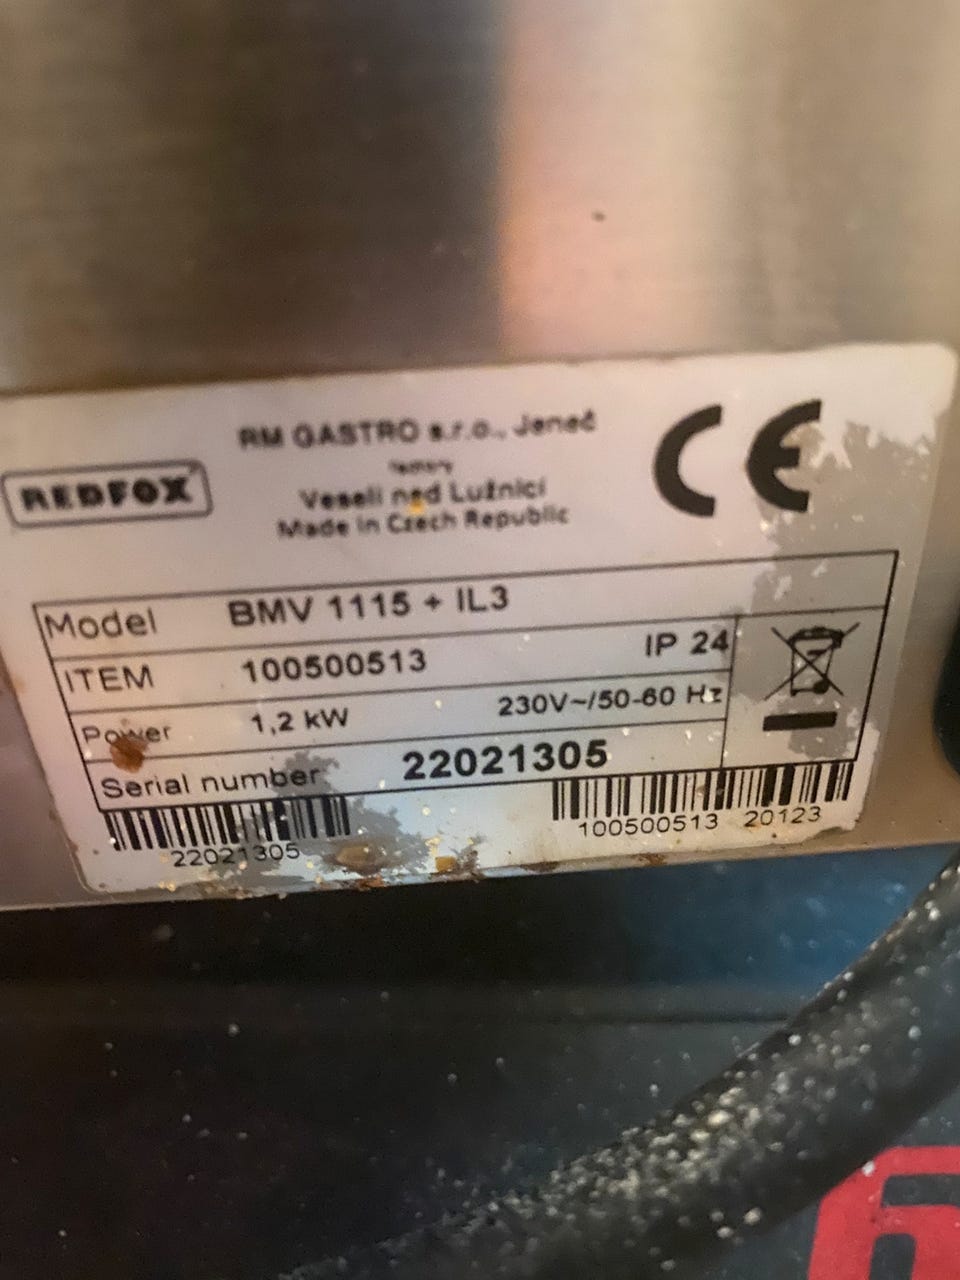 RM GASTRO s.r.o., Jeneč
REDFOX
factory
Veselí nad Lužnicí
Made in Czech Republic
CE
Model BMV 1115 + IL3
ITEM 100500513 IP 24
Power 1,2 kW 230V~/50-60 Hz
Serial number 22021305
22021305
100500513 20123